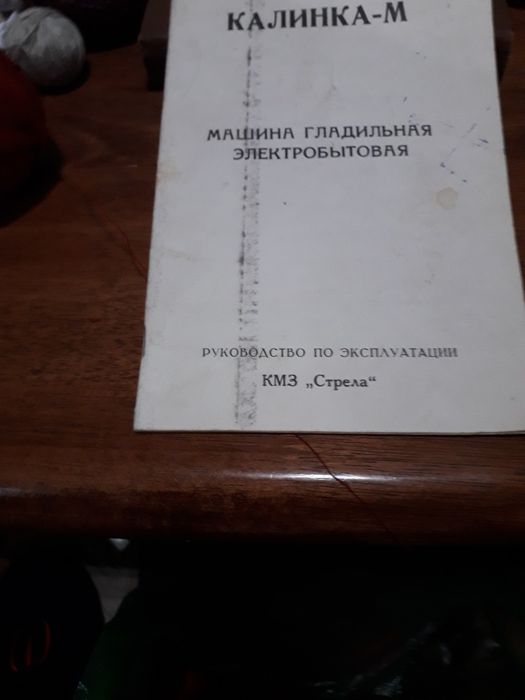 КАЛИНКА-М
МАШИНА ГЛАДИЛЬНАЯ
ЭЛЕКТРОБЫТОВАЯ
РУКОВОДСТВО ПО ЭКСПЛУАТАЦИИ
КМЗ „Стрела“